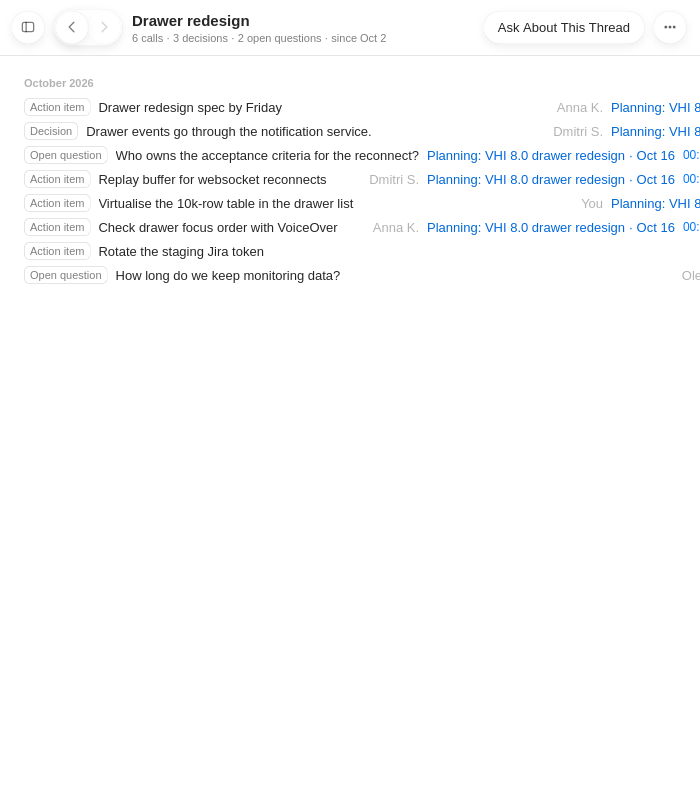 Drawer redesign
6 calls · 3 decisions · 2 open questions · since Oct 2
Ask About This Thread
October 2026
Action item Drawer redesign spec by Friday Anna K. Planning: VHI 8
Decision Drawer events go through the notification service. Dmitri S. Planning: VHI 8
Open question Who owns the acceptance criteria for the reconnect? Planning: VHI 8.0 drawer redesign · Oct 16 00:
Action item Replay buffer for websocket reconnects Dmitri S. Planning: VHI 8.0 drawer redesign · Oct 16 00:
Action item Virtualise the 10k-row table in the drawer list You Planning: VHI 8
Action item Check drawer focus order with VoiceOver Anna K. Planning: VHI 8.0 drawer redesign · Oct 16 00:
Action item Rotate the staging Jira token
Open question How long do we keep monitoring data? Ole